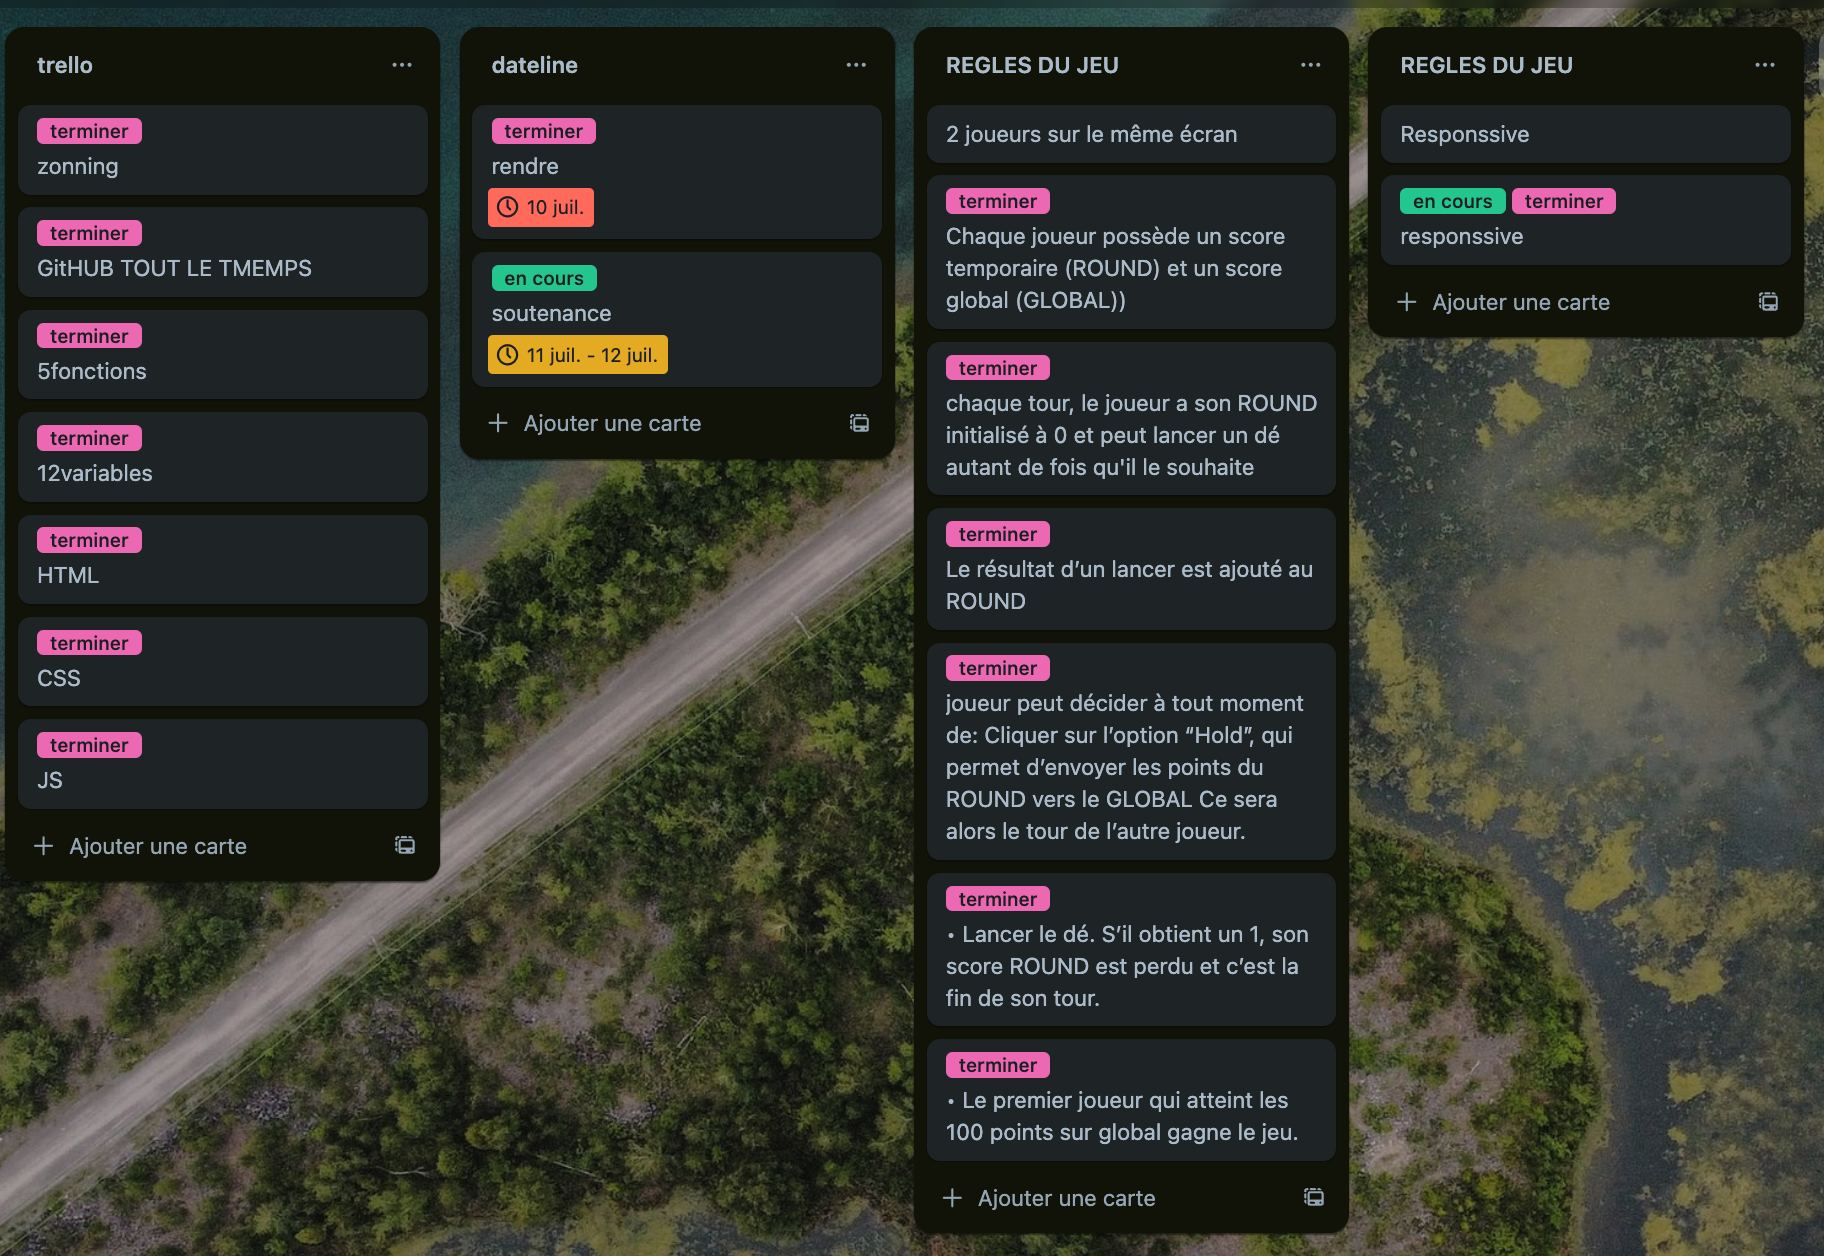 trello
terminer
zonning
terminer
GitHUB TOUT LE TMEMPS
terminer
5fonctions
terminer
12variables
terminer
HTML
terminer
CSS
terminer
JS
Ajouter une carte
dateline
terminer
rendre
10 juil.
en cours
soutenance
11 juil. - 12 juil.
Ajouter une carte
REGLES DU JEU
2 joueurs sur le même écran
terminer
Chaque joueur possède un score
temporaire (ROUND) et un score
global (GLOBAL))
terminer
chaque tour, le joueur a son ROUND
initialisé à 0 et peut lancer un dé
autant de fois qu'il le souhaite
terminer
Le résultat d’un lancer est ajouté au
ROUND
terminer
joueur peut décider à tout moment
de: Cliquer sur l’option “Hold”, qui
permet d’envoyer les points du
ROUND vers le GLOBAL Ce sera
alors le tour de l’autre joueur.
terminer
• Lancer le dé. S’il obtient un 1, son
score ROUND est perdu et c’est la
fin de son tour.
terminer
• Le premier joueur qui atteint les
100 points sur global gagne le jeu.
Ajouter une carte
REGLES DU JEU
Responssive
en cours terminer
responssive
Ajouter une carte